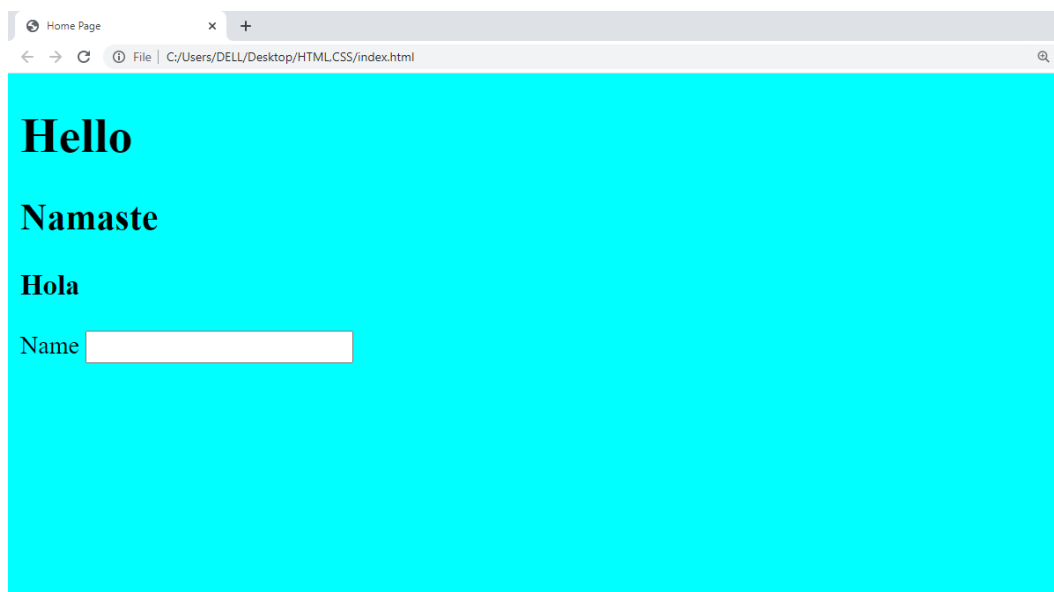 Home Page
File | C:/Users/DELL/Desktop/HTML,CSS/index.html
Hello
Namaste
Hola
Name